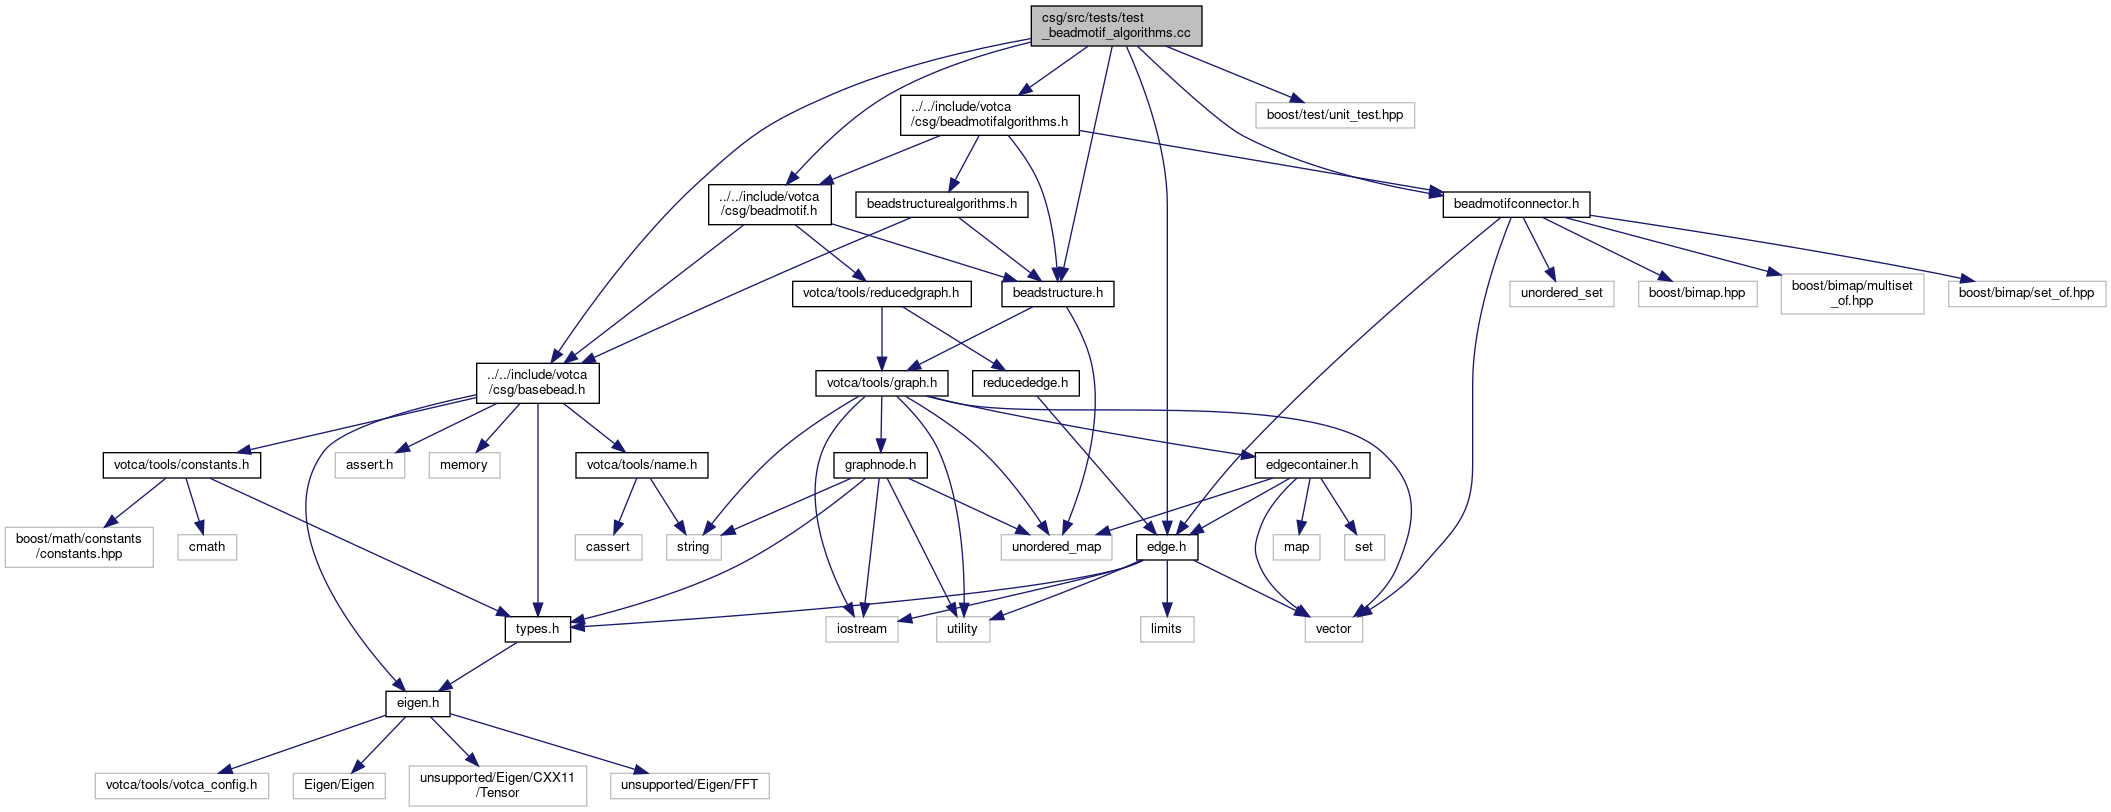 csg/src/tests/test
_beadmotif_algorithms.cc
../../include/votca
/csg/beadmotifalgorithms.h
boost/test/unit_test.hpp
../../include/votca
/csg/beadmotif.h
beadstructurealgorithms.h
beadmotifconnector.h
votca/tools/reducedgraph.h
beadstructure.h
unordered_set
boost/bimap.hpp
boost/bimap/multiset
_of.hpp
boost/bimap/set_of.hpp
../../include/votca
/csg/basebead.h
votca/tools/graph.h
reducededge.h
votca/tools/constants.h
assert.h
memory
votca/tools/name.h
graphnode.h
edgecontainer.h
boost/math/constants
/constants.hpp
cmath
cassert
string
unordered_map
edge.h
map
set
types.h
iostream
utility
limits
vector
eigen.h
votca/tools/votca_config.h
Eigen/Eigen
unsupported/Eigen/CXX11
/Tensor
unsupported/Eigen/FFT